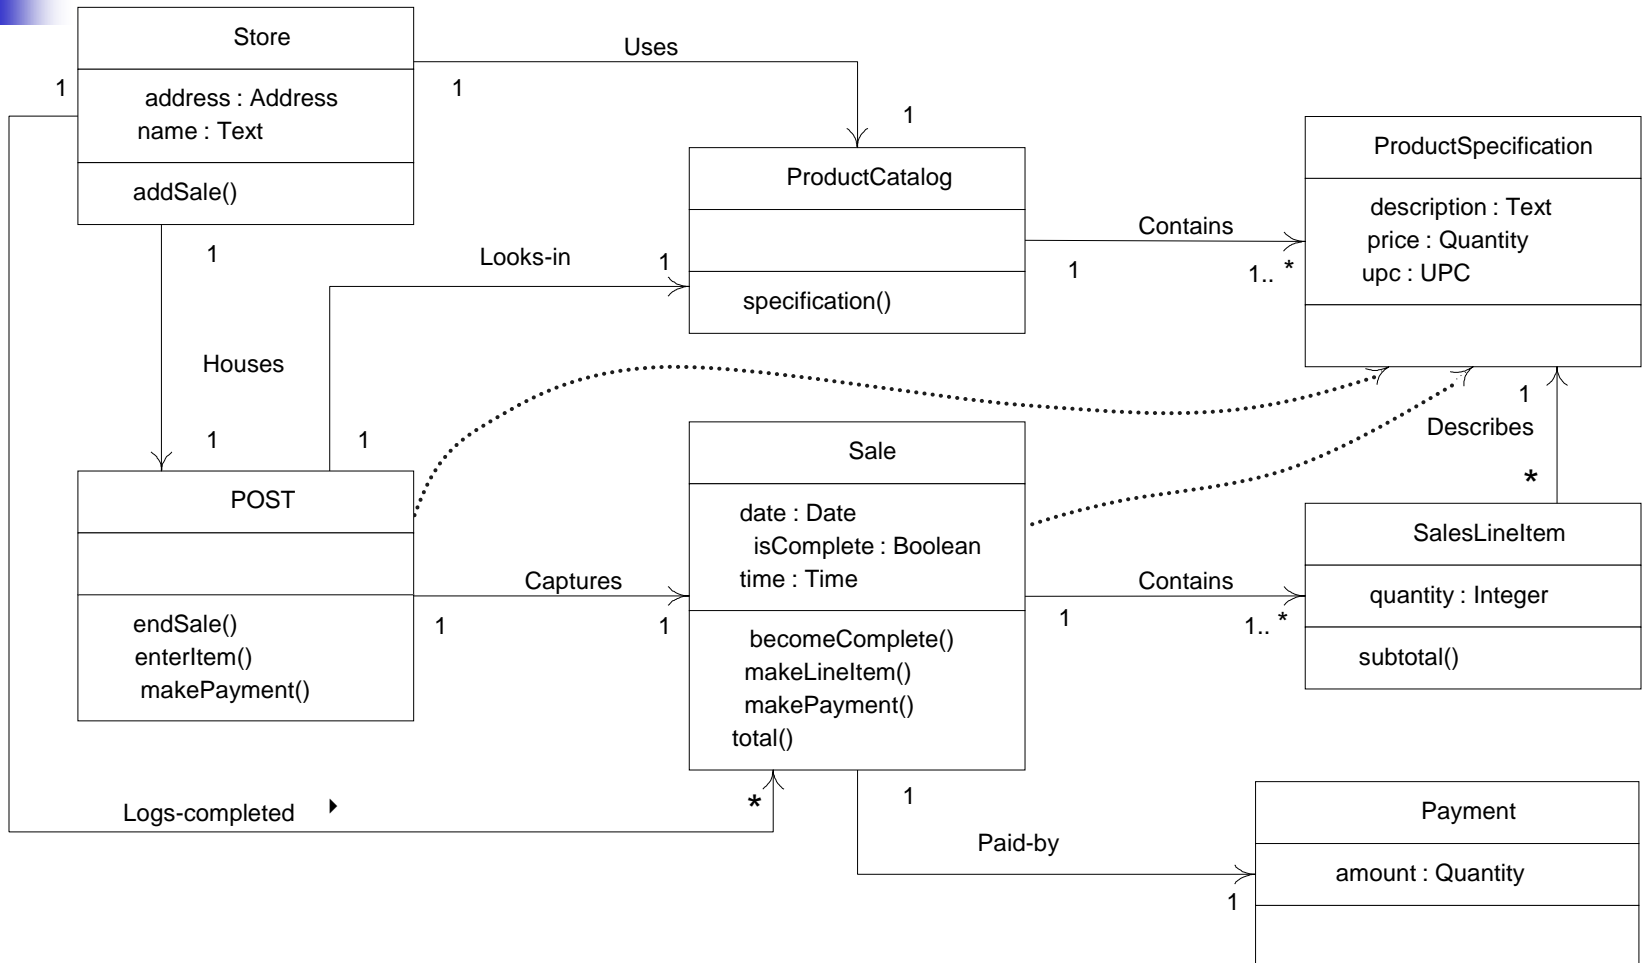 Store
address : Address
name : Text
addSale()
1
Uses
1
1
ProductCatalog
specification()
Contains
1
1.. *
ProductSpecification
description : Text
price : Quantity
upc : UPC
1
Houses
1
Looks-in
1
1
POST
endSale()
enterItem()
makePayment()
Captures
1
1
Sale
date : Date
isComplete : Boolean
time : Time
becomeComplete()
makeLineItem()
makePayment()
total()
Contains
1
1.. *
1
Describes
*
SalesLineItem
quantity : Integer
subtotal()
Logs-completed
*
1
Paid-by
1
Payment
amount : Quantity